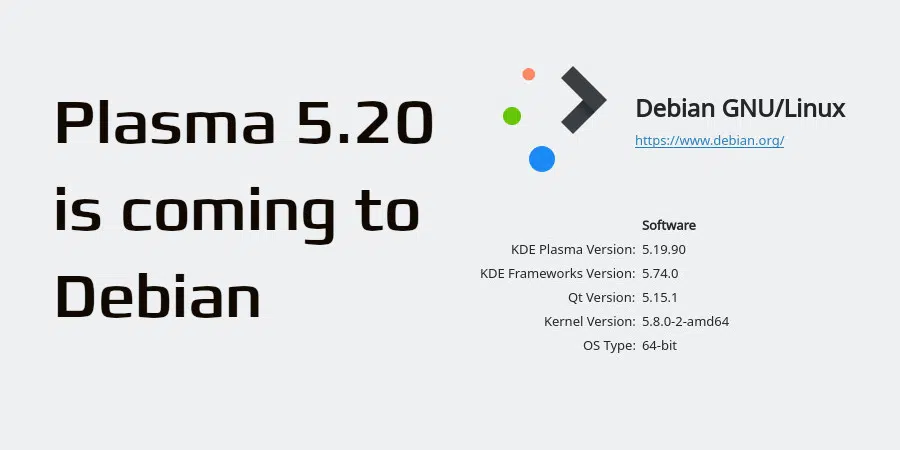 Plasma 5.20
is coming to
Debian
Debian GNU/Linux
https://www.debian.org/
Software
KDE Plasma Version: 5.19.90
KDE Frameworks Version: 5.74.0
Qt Version: 5.15.1
Kernel Version: 5.8.0-2-amd64
OS Type: 64-bit